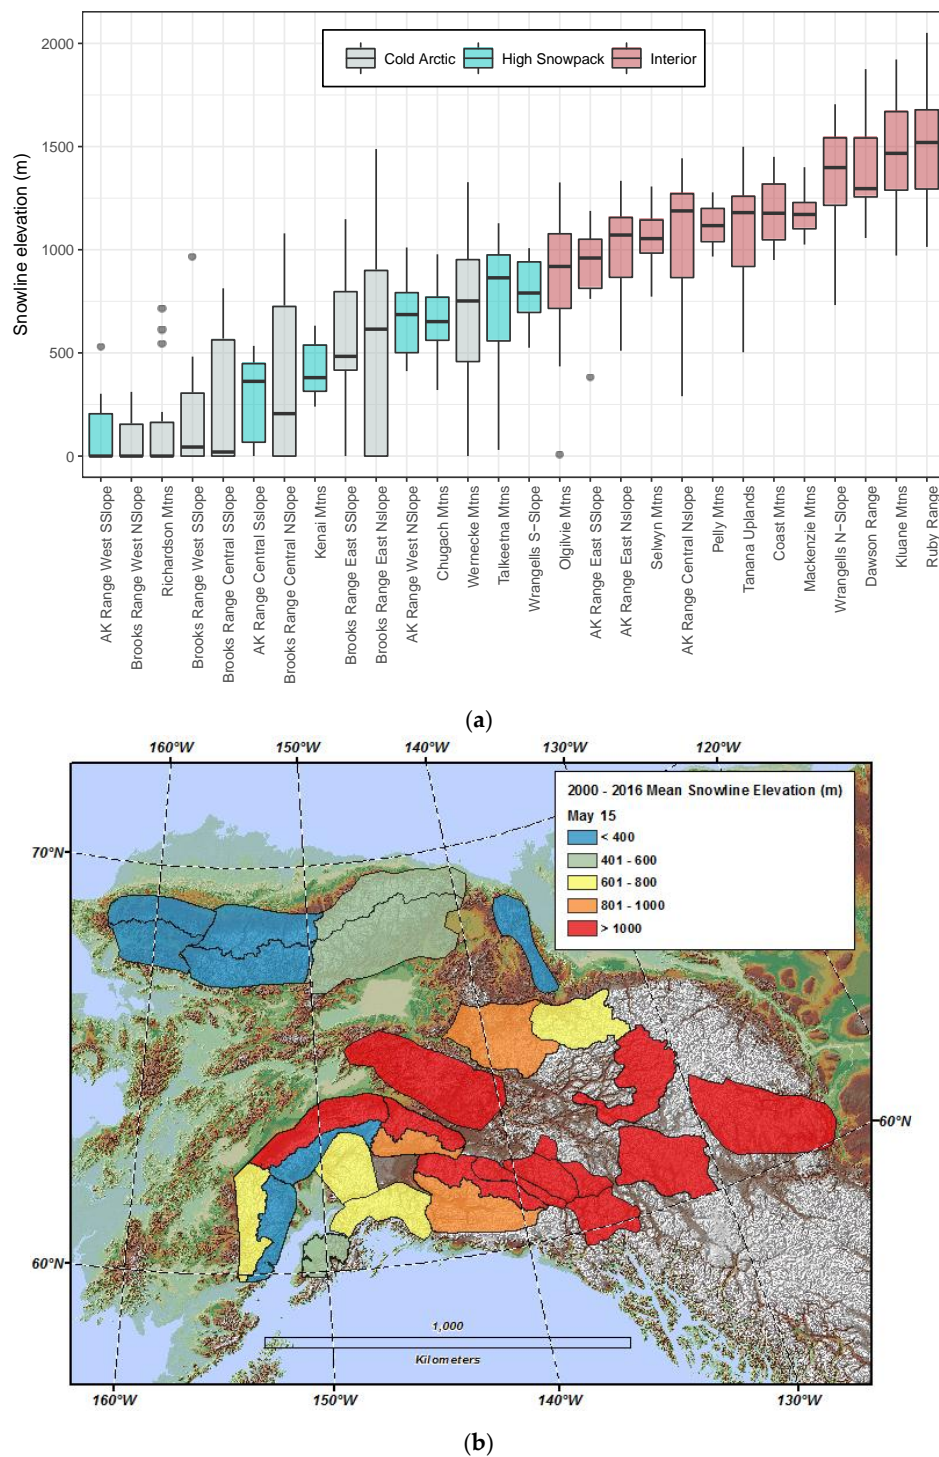 Cold Arctic
High Snowpack
Interior
Snowline elevation (m)
2000
1500
1000
500
0
AK Range West SSlope
Brooks Range West NSlope
Richardson Mtns
Brooks Range West SSlope
Brooks Range Central SSlope
AK Range Central Sslope
Brooks Range Central NSlope
Kenai Mtns
Brooks Range East SSlope
Brooks Range East NSlope
AK Range West NSlope
Chugach Mtns
Wernecke Mtns
Talkeetna Mtns
Wrangells S-Slope
Olgilvie Mtns
AK Range East SSlope
AK Range East Nslope
Selwyn Mtns
AK Range Central Nslope
Pelly Mtns
Tanana Uplands
Coast Mtns
Mackenzie Mtns
Wrangells N-Slope
Dawson Range
Kluane Mtns
Ruby Range
(a)
160°W
150°W
140°W
130°W
120°W
2000 - 2016 Mean Snowline Elevation (m)
May 15
< 400
401 - 600
601 - 800
801 - 1000
> 1000
70°N
60°N
60°N
1,000
Kilometers
160°W
150°W
140°W
130°W
(b)